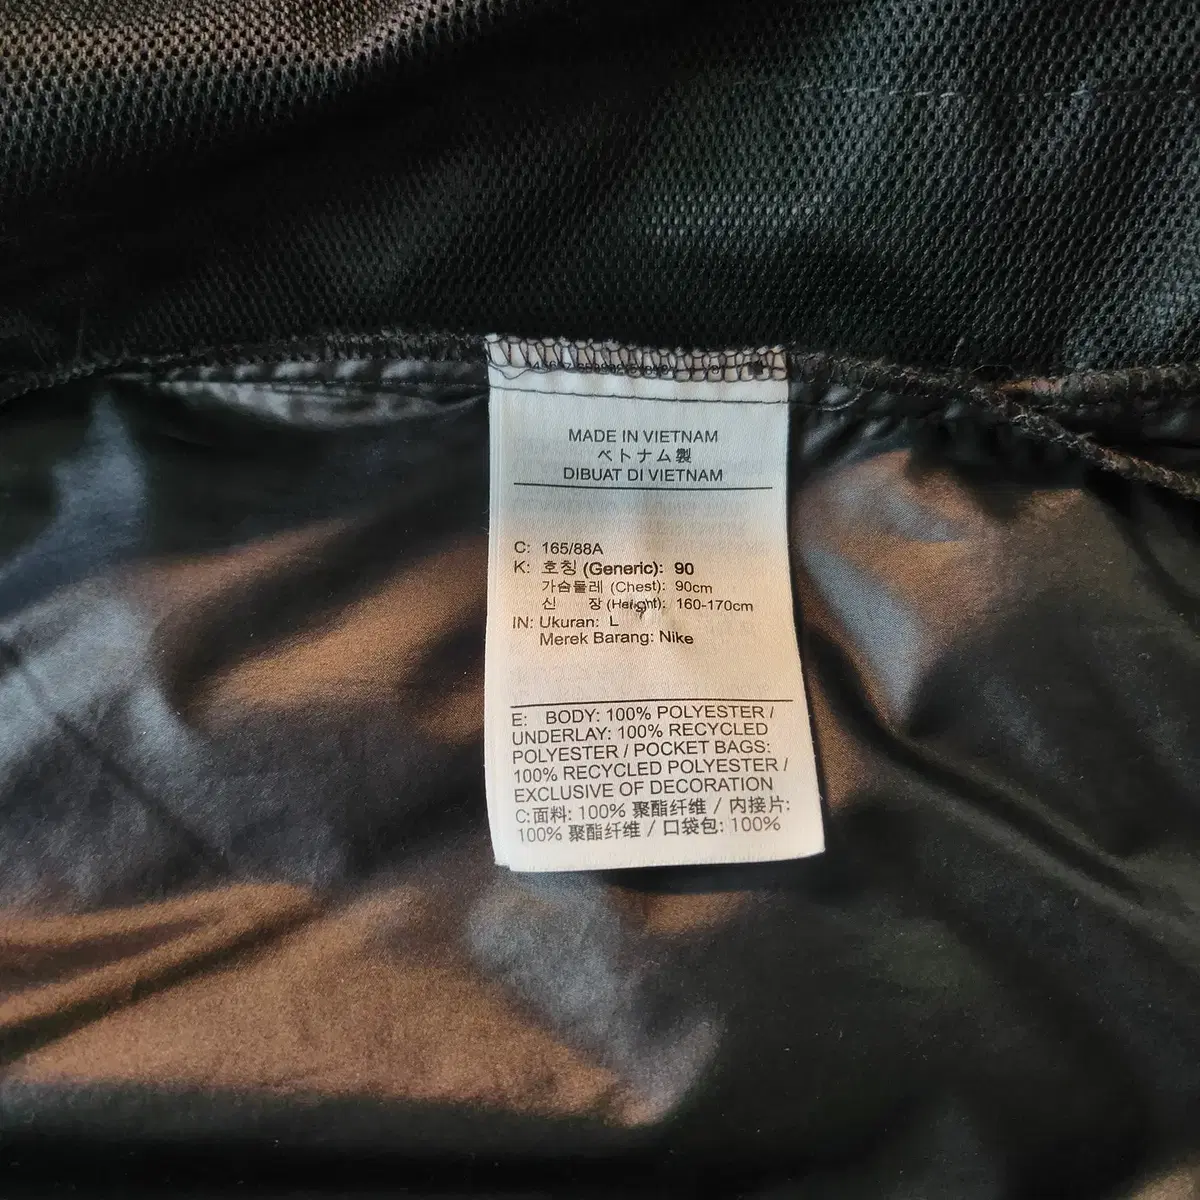 MADE IN VIETNAM
ベトナム製
DIBUAT DI VIETNAM
C: 165/88A
K: 호칭 (Generic): 90
가슴둘레 (Chest): 90cm
신 장 (Height): 160-170cm
IN: Ukuran: L
Merek Barang: Nike
E: BODY: 100% POLYESTER /
UNDERLAY: 100% RECYCLED
POLYESTER / POCKET BAGS:
100% RECYCLED POLYESTER /
EXCLUSIVE OF DECORATION
C:面料: 100% 聚酯纤维 / 内接片:
100% 聚酯纤维 / 口袋包: 100%